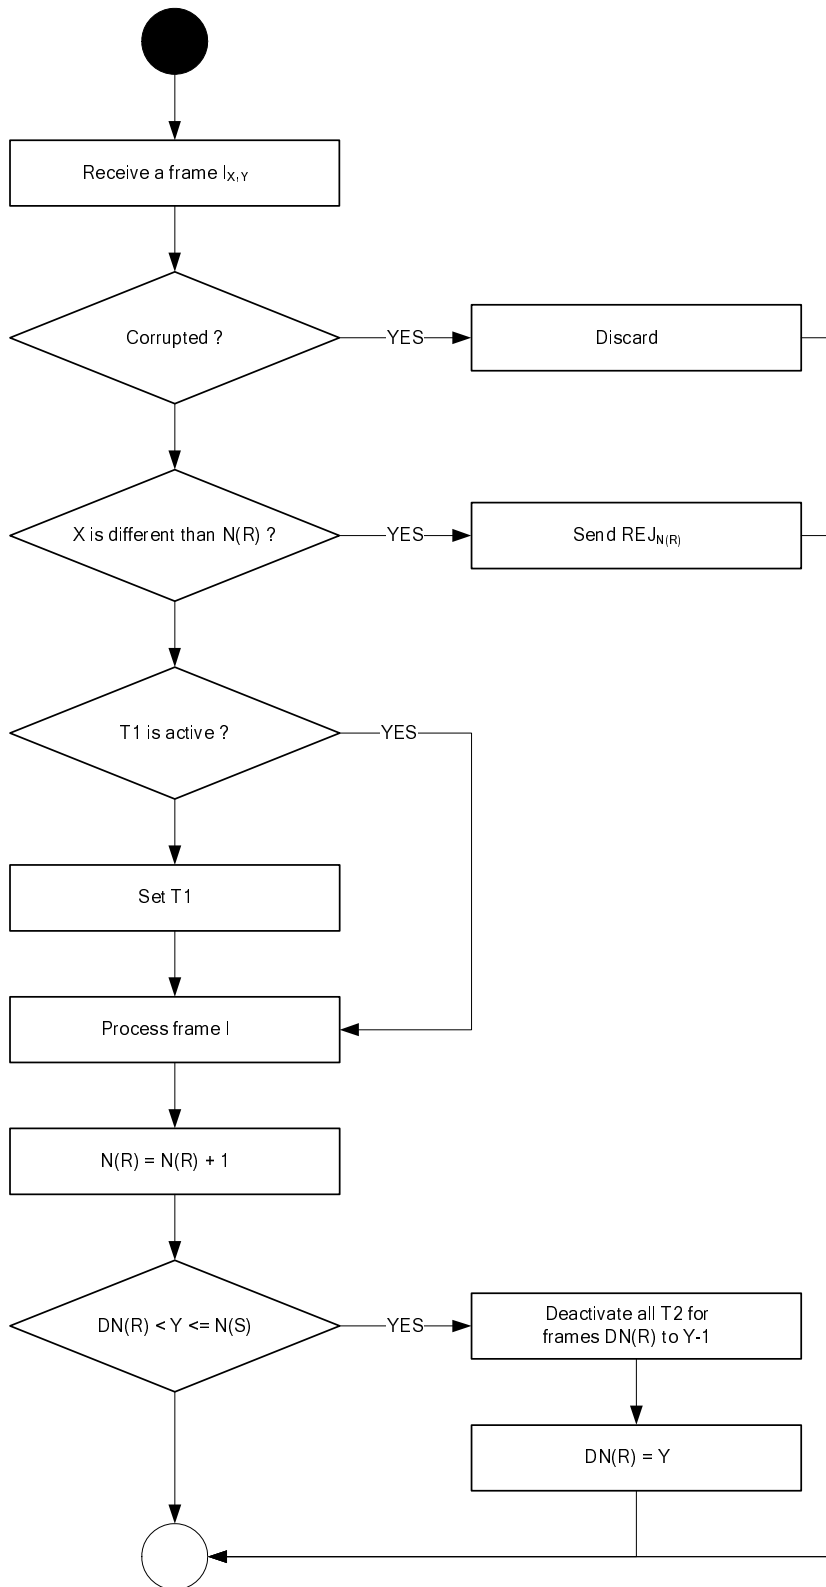 Receive a frame I_X,Y
Corrupted ?
YES
Discard
X is different than N(R) ?
YES
Send REJ_N(R)
T1 is active ?
YES
Set T1
Process frame I
N(R) = N(R) + 1
DN(R) < Y <= N(S)
YES
Deactivate all T2 for
frames DN(R) to Y-1
DN(R) = Y